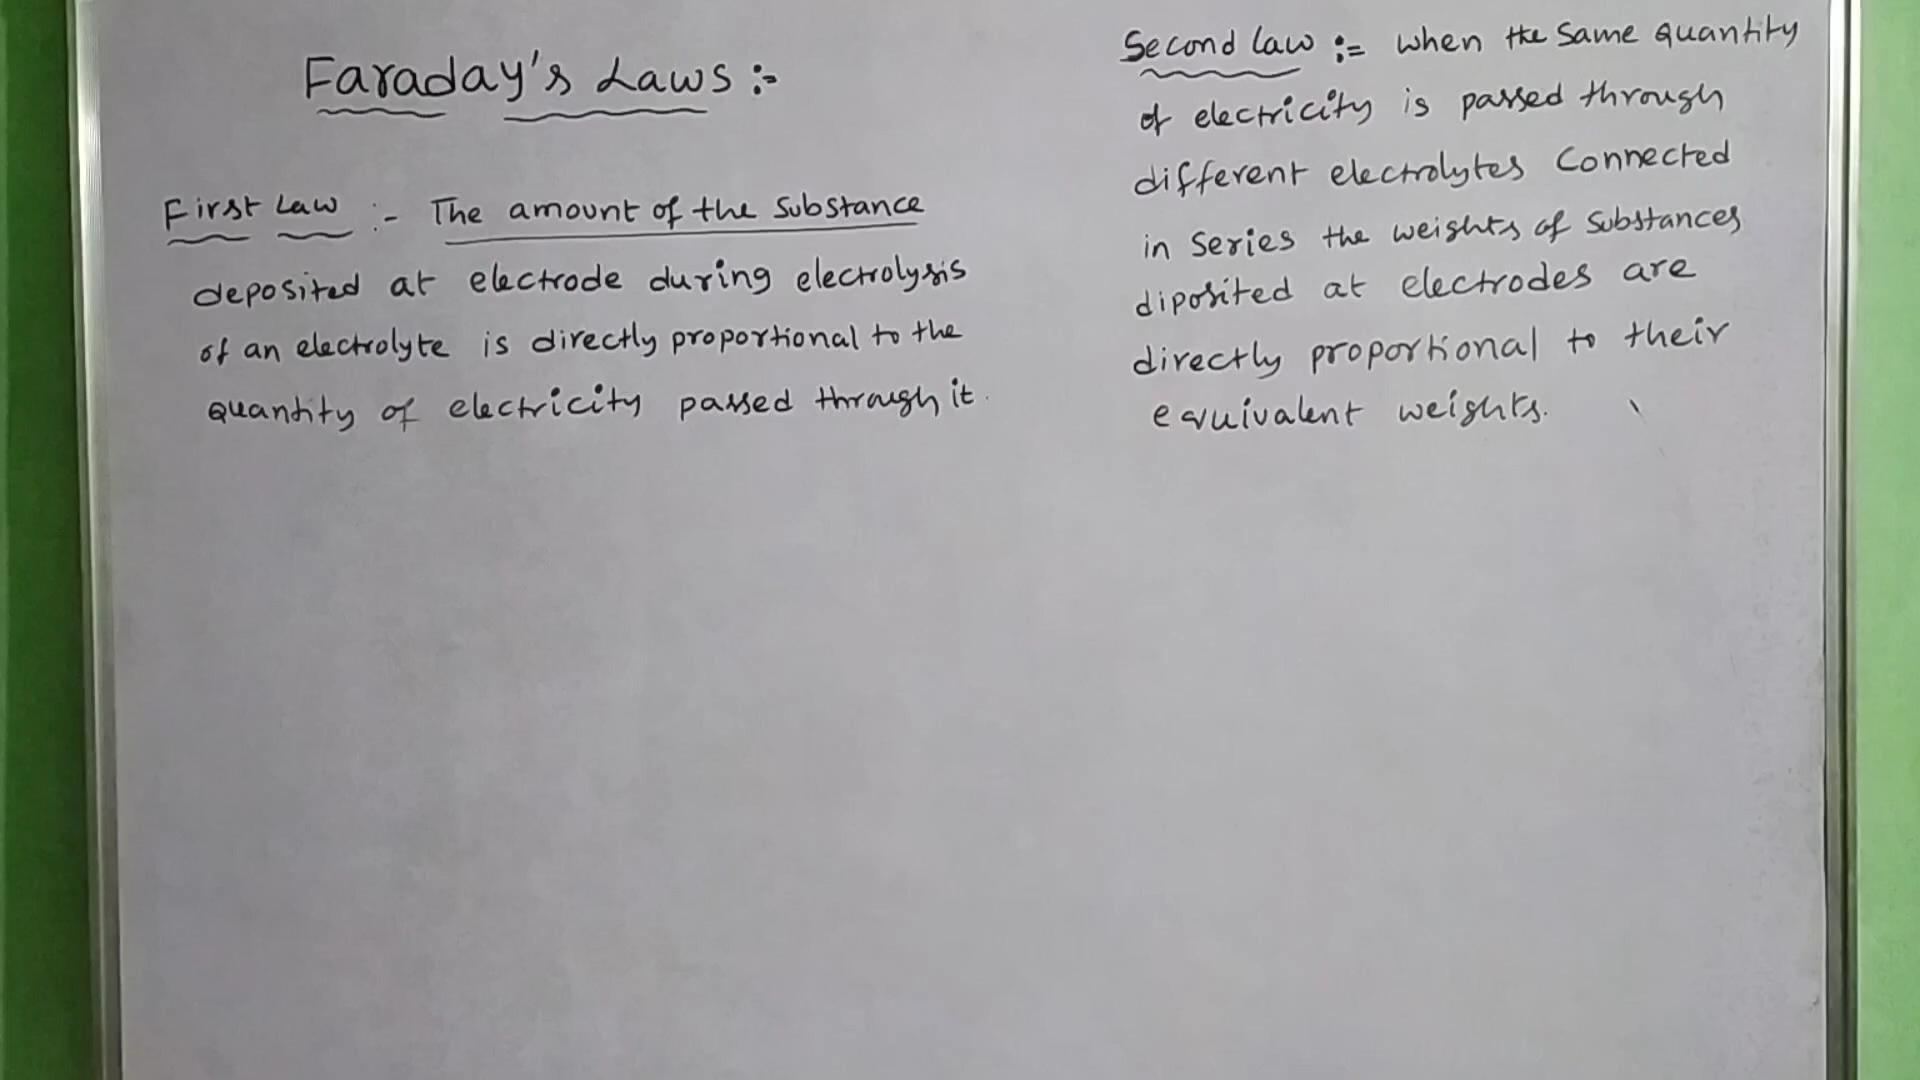 Faraday's Laws :-
First Law :- The amount of the Substance
deposited at electrode during electrolysis
of an electrolyte is directly proportional to the
quantity of electricity passed through it.
Second law := when the same quantity
of electricity is passed through
different electrolytes Connected
in Series the weights of Substances
diposited at electrodes are
directly proportional to their
equivalent weights.